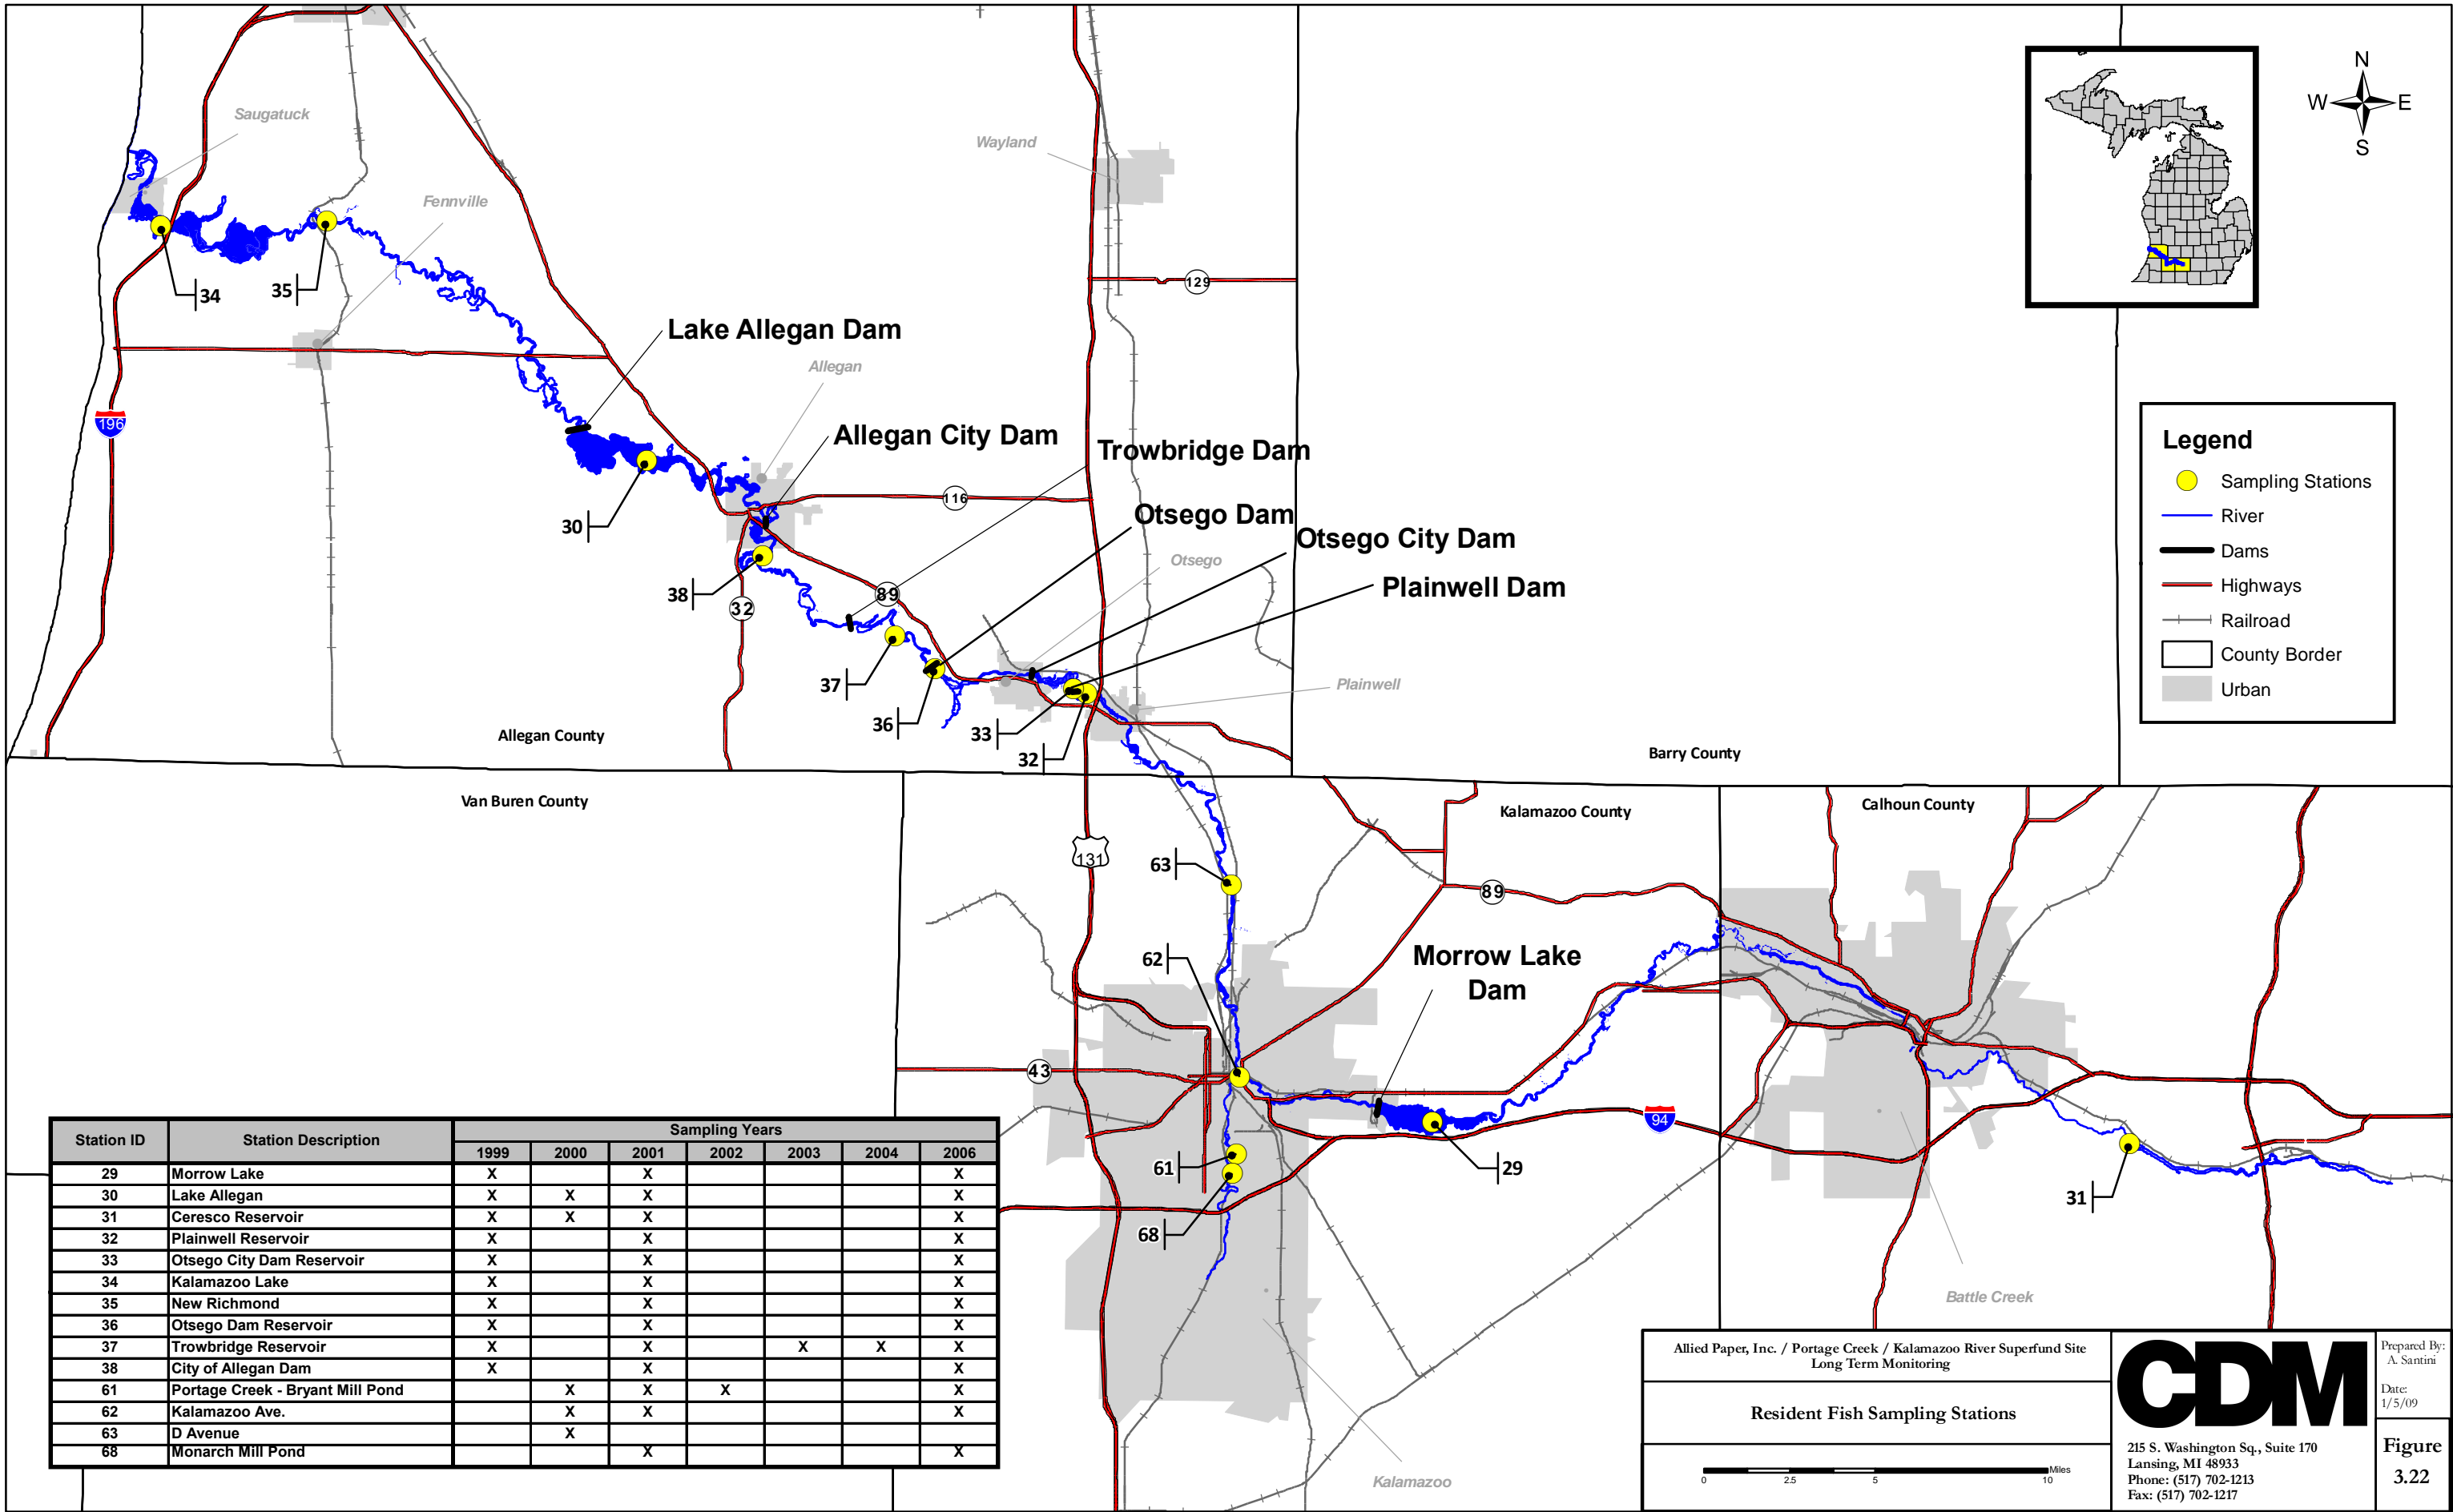 Saugatuck
Wayland
Fennville
N
W
E
S
129
34
35
Lake Allegan Dam
Allegan
196
Allegan City Dam
Trowbridge Dam
116
30
Otsego Dam
Otsego City Dam
Otsego
Plainwell Dam
38
89
32
37
Plainwell
36
33
32
Allegan County
Barry County
Legend
Sampling Stations
River
Dams
Highways
Railroad
County Border
Urban
Van Buren County
Kalamazoo County
Calhoun County
131
63
89
62
Morrow Lake
Dam
43
94
61
29
68
31
Battle Creek
Kalamazoo
Station ID Station Description Sampling Years
1999 2000 2001 2002 2003 2004 2006
29 Morrow Lake X X X
30 Lake Allegan X X X X
31 Ceresco Reservoir X X X X
32 Plainwell Reservoir X X X
33 Otsego City Dam Reservoir X X X
34 Kalamazoo Lake X X X
35 New Richmond X X X
36 Otsego Dam Reservoir X X X
37 Trowbridge Reservoir X X X X X
38 City of Allegan Dam X X X
61 Portage Creek - Bryant Mill Pond X X X X
62 Kalamazoo Ave. X X X
63 D Avenue X
68 Monarch Mill Pond X X
Allied Paper, Inc. / Portage Creek / Kalamazoo River Superfund Site
Long Term Monitoring
Resident Fish Sampling Stations
Miles
0 2.5 5 10
CDM
215 S. Washington Sq., Suite 170
Lansing, MI 48933
Phone: (517) 702-1213
Fax: (517) 702-1217
Prepared By:
A. Santini
Date:
1/5/09
Figure
3.22